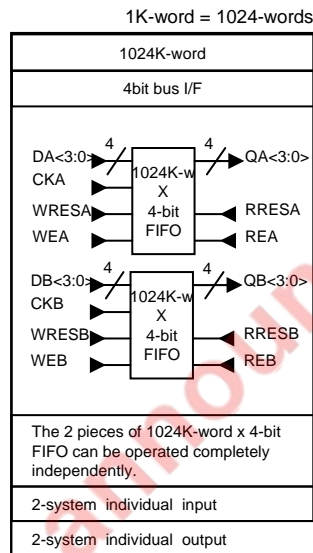 1K-word = 1024-words
1024K-word
4bit bus I/F
4 4
DA<3:0> QA<3:0>
CKA 1024K-w
X
WRESA 4-bit RRESA
WEA FIFO REA
4 4
DB<3:0> QB<3:0>
CKB 1024K-w
X
WRESB 4-bit RRESB
WEB FIFO REB
The 2 pieces of 1024K-word x 4-bit
FIFO can be operated completely
independently.
2-system individual input
2-system individual output